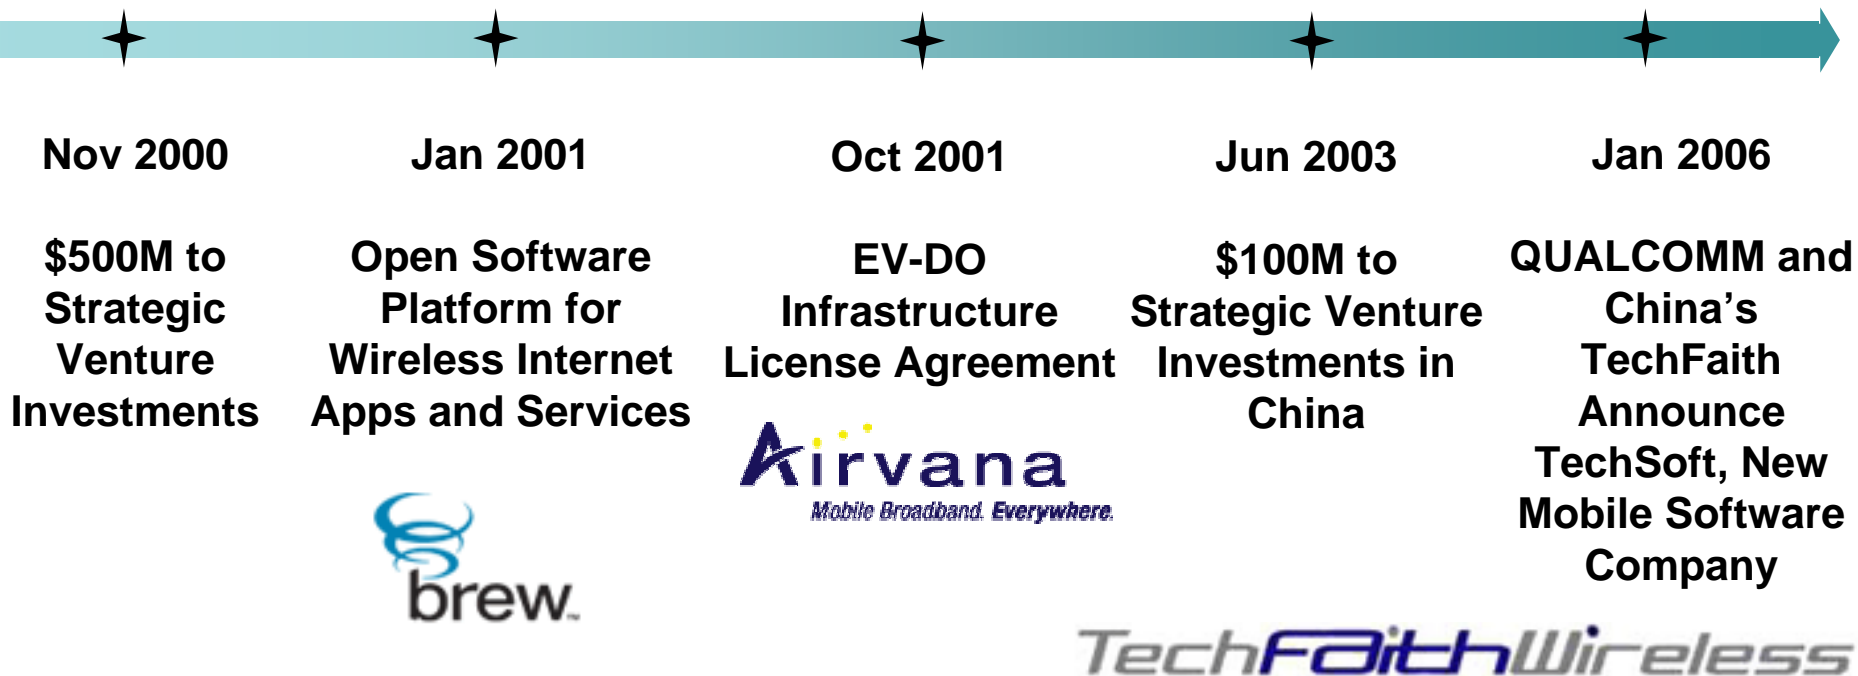 Nov 2000
$500M to
Strategic
Venture
Investments
Jan 2001
Open Software
Platform for
Wireless Internet
Apps and Services
brew™
Oct 2001
EV-DO
Infrastructure
License Agreement
Airvana
Mobile Broadband. Everywhere.
Jun 2003
$100M to
Strategic Venture
Investments in
China
Jan 2006
QUALCOMM and
China’s
TechFaith
Announce
TechSoft, New
Mobile Software
Company
TechFaithWireless